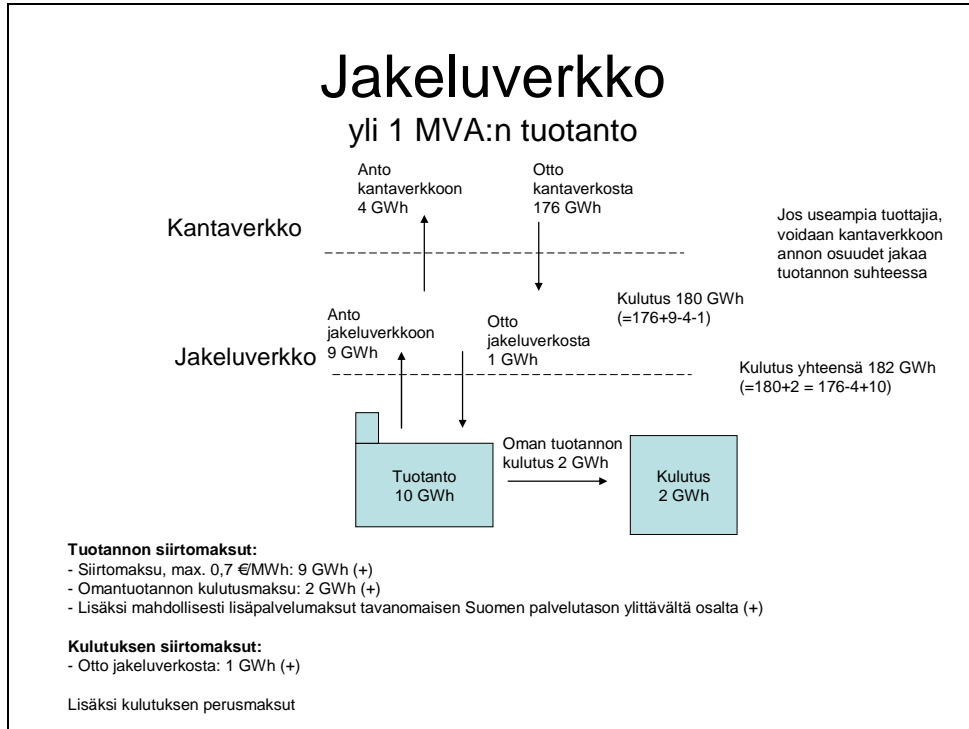 Jakeluverkko
yli 1 MVA:n tuotanto
Anto
kantaverkkoon
4 GWh
Otto
kantaverkosta
176 GWh
Kantaverkko
Jos useampia tuottajia,
voidaan kantaverkkoon
annon osuudet jakaa
tuotannon suhteessa
Kulutus 180 GWh
(=176+9-4-1)
Anto
jakeluverkkoon
9 GWh
Otto
jakeluverkosta
1 GWh
Jakeluverkko
Kulutus yhteensä 182 GWh
(=180+2 = 176-4+10)
Oman tuotannon
kulutus 2 GWh
Tuotanto
10 GWh
Kulutus
2 GWh
Tuotannon siirtomaksut:
- Siirtomaksu, max. 0,7 €/MWh: 9 GWh (+)
- Omantuotannon kulutusmaksu: 2 GWh (+)
- Lisäksi mahdollisesti lisäpalvelumaksut tavanomaisen Suomen palvelutason ylittävältä osalta (+)
Kulutuksen siirtomaksut:
- Otto jakeluverkosta: 1 GWh (+)
Lisäksi kulutuksen perusmaksut